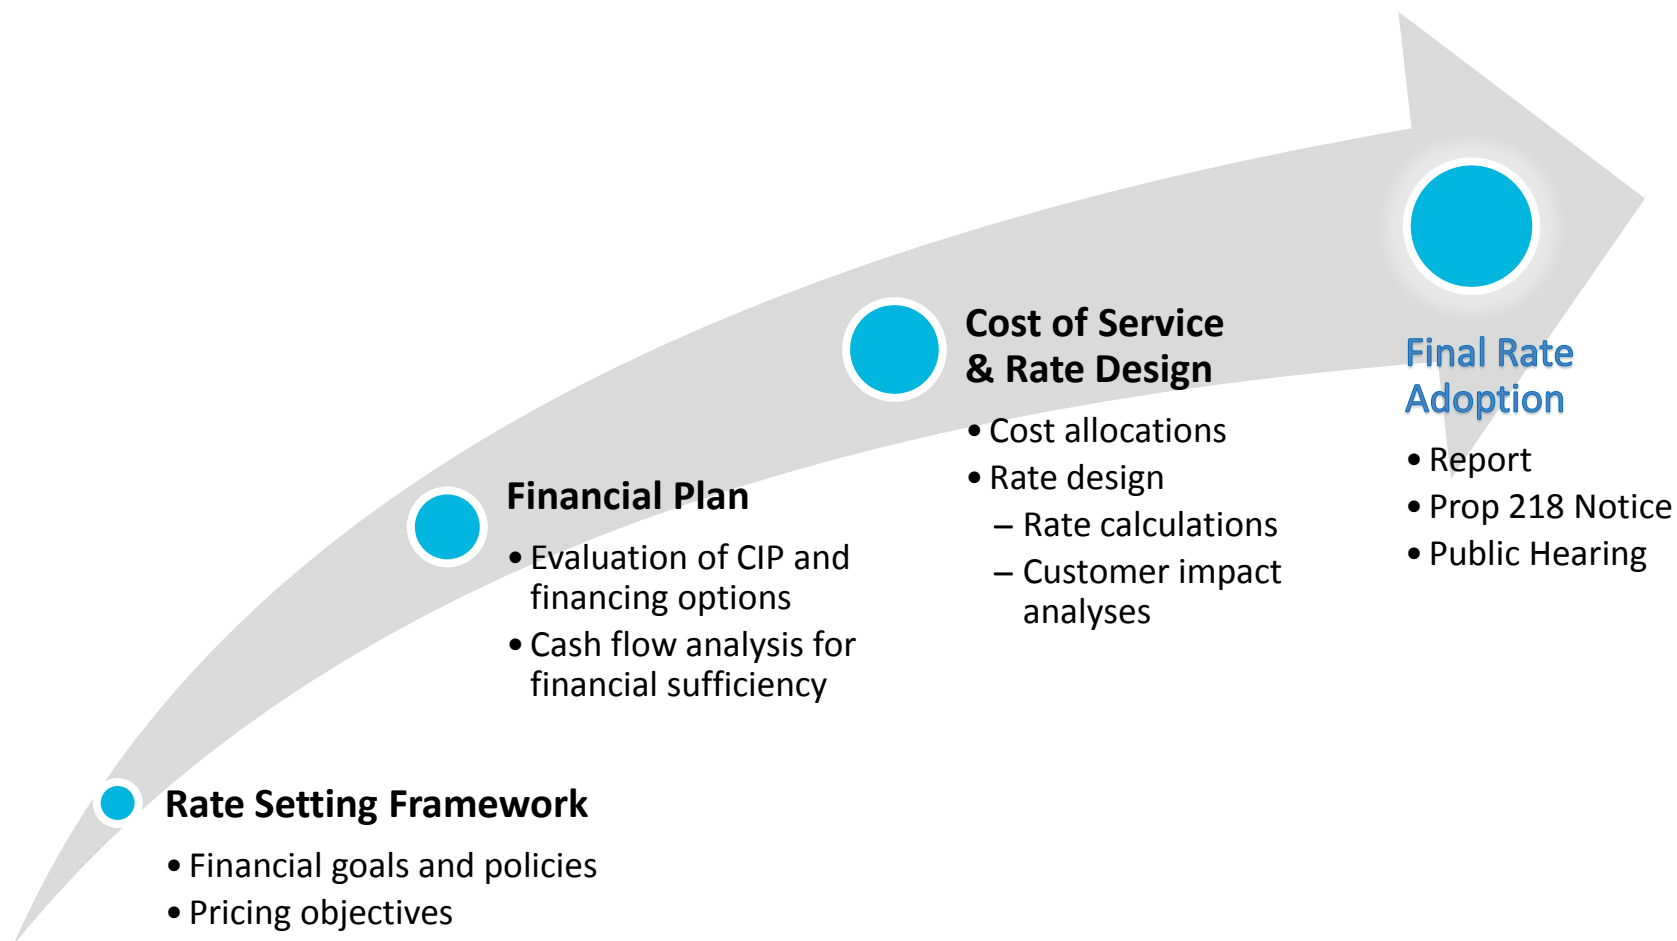 Rate Setting Framework
• Financial goals and policies
• Pricing objectives
Financial Plan
• Evaluation of CIP and
financing options
• Cash flow analysis for
financial sufficiency
Cost of Service
& Rate Design
• Cost allocations
• Rate design
– Rate calculations
– Customer impact
analyses
Final Rate
Adoption
• Report
• Prop 218 Notice
• Public Hearing